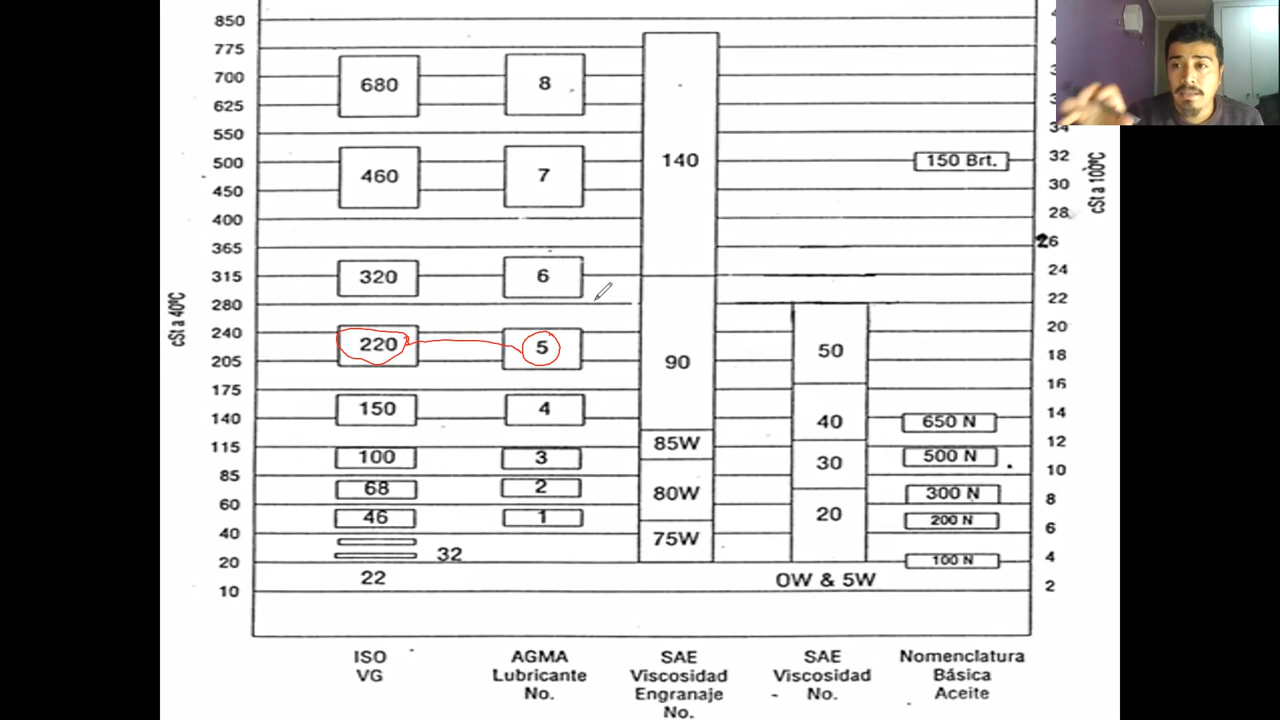 850
775
700
625
550
500
450
400
365
315
280
240
205
175
140
115
85
60
40
20
10
cSt a 40ºC
680
460
320
220
150
100
68
46
32
22
8
7
6
5
4
3
2
1
140
90
85W
80W
75W
50
40
30
20
0W & 5W
150 Brt.
650 N
500 N
300 N
200 N
100 N
34
32
30
28
26
24
22
20
18
16
14
12
10
8
6
4
2
cSt a 100ºC
ISO
VG
AGMA
Lubricante
No.
SAE
Viscosidad
Engranaje
No.
SAE
Viscosidad
No.
Nomenclatura
Básica
Aceite